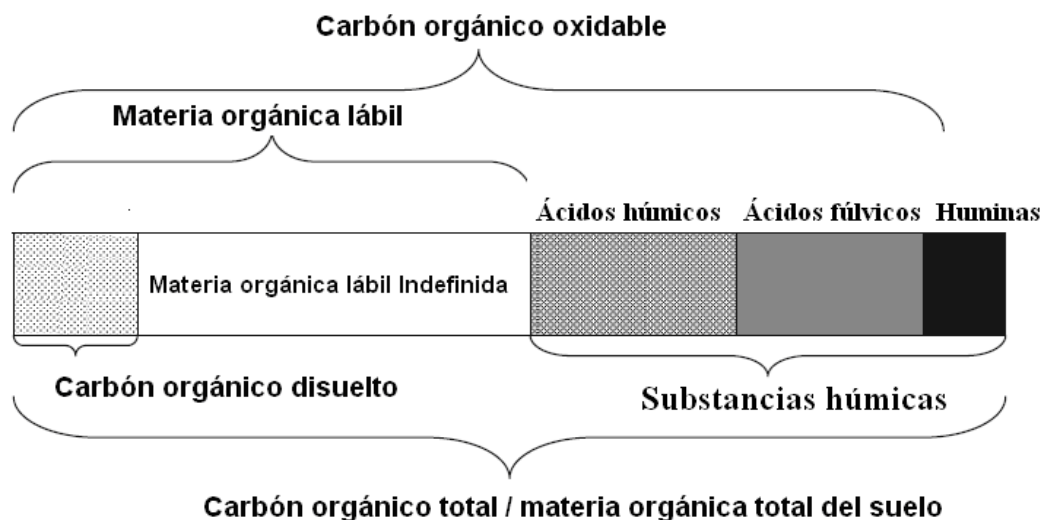 Carbón orgánico oxidable
Materia orgánica lábil
Ácidos húmicos Ácidos fúlvicos Huminas
Materia orgánica lábil Indefinida
Carbón orgánico disuelto
Substancias húmicas
Carbón orgánico total / materia orgánica total del suelo